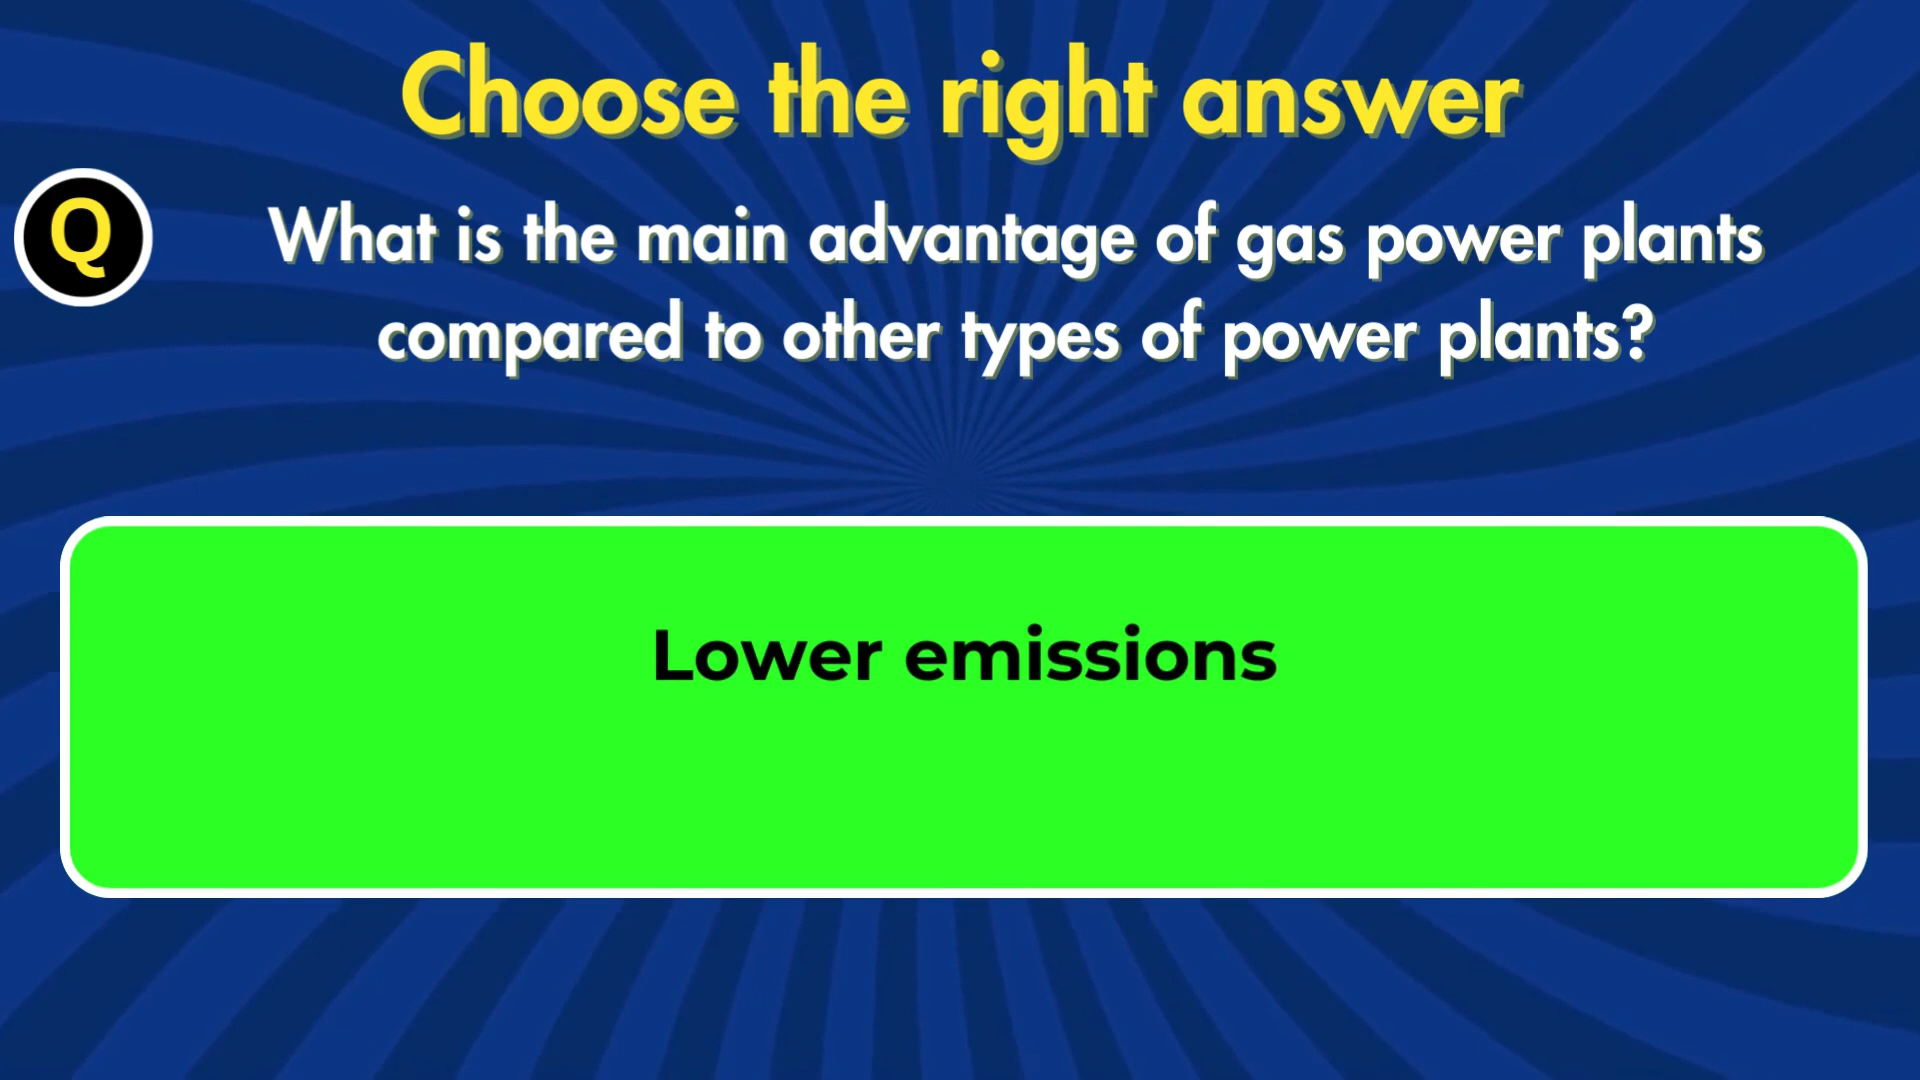 Choose the right answer
Q
What is the main advantage of gas power plants
compared to other types of power plants?
Lower emissions